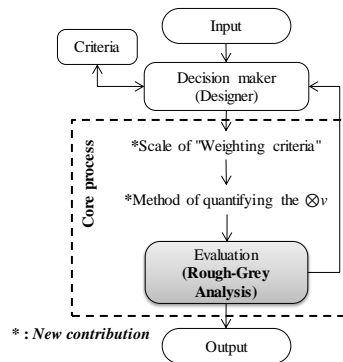 Input
Criteria
Decision maker
(Designer)
Core process
*Scale of "Weighting criteria"
*Method of quantifying the ⊗v
Evaluation
(Rough-Grey
Analysis)
* : New contribution
Output